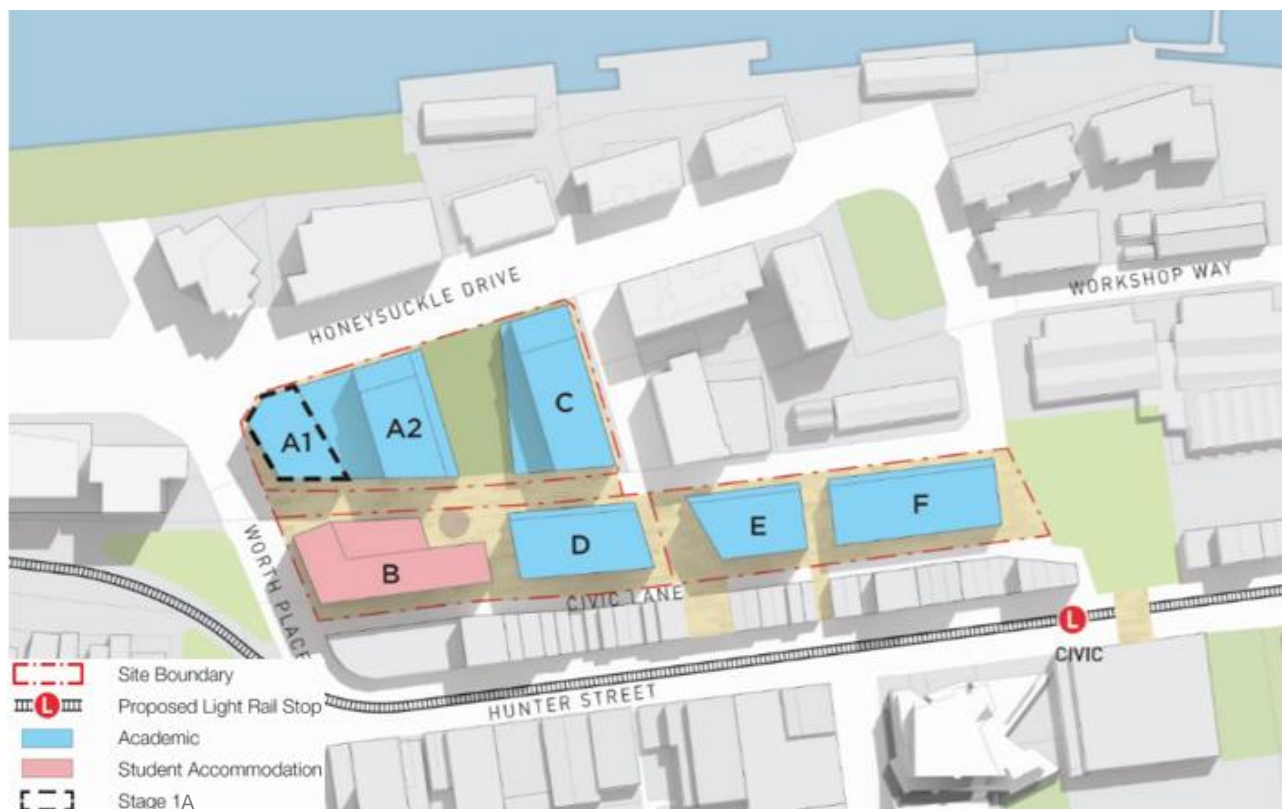 HONEYSUCKLE DRIVE
WORKSHOP WAY
C
A1
A2
F
E
D
B
WORTH PLACE
CIVIC LANE
L
CIVIC
HUNTER STREET
Site Boundary
L Proposed Light Rail Stop
Academic
Student Accommodation
Stage 1A